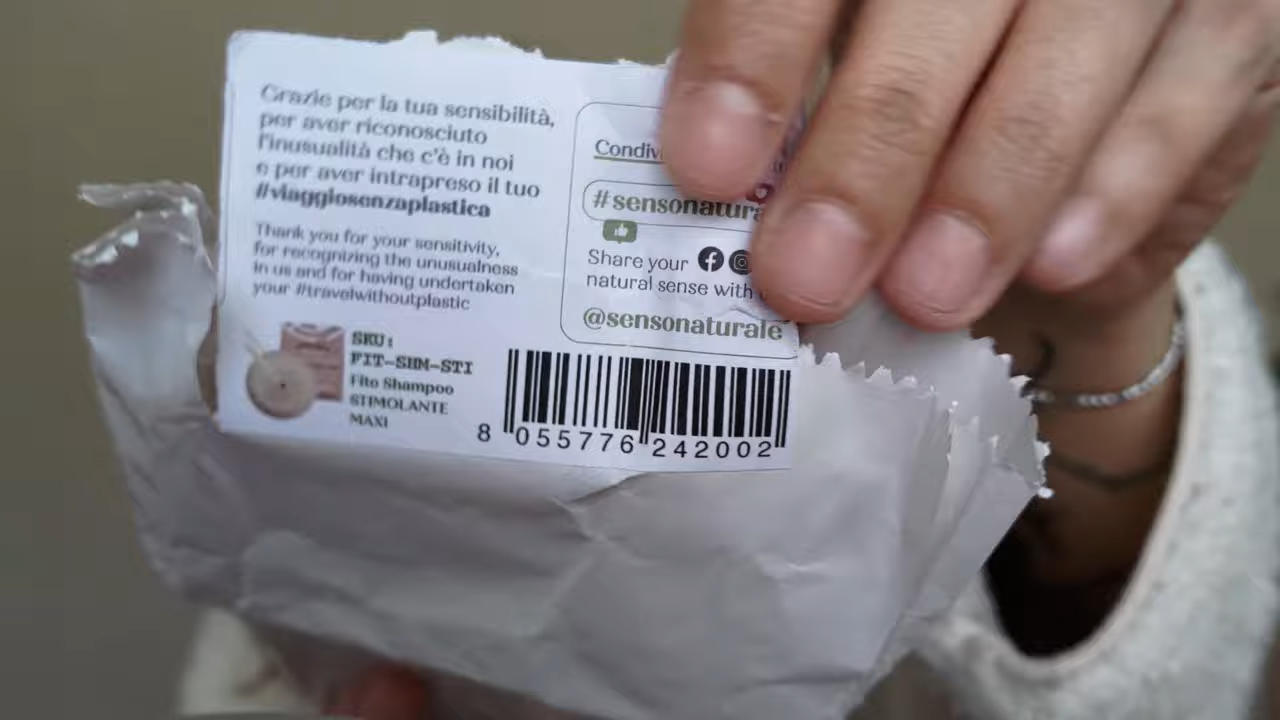 Grazie per la tua sensibilità,
per aver riconosciuto
l'inusualità che c'è in noi
e per aver intrapreso il tuo
#viaggiosenzaplastica
Thank you for your sensitivity,
for recognizing the unusualness
in us and for having undertaken
your #travelwithoutplastic
SKU:
FIT-SHM-STI
Fito Shampoo
STIMOLANTE
MAXI
Condiv
#sensonatura
Share your
natural sense with
@sensonaturale
8 055776 242002